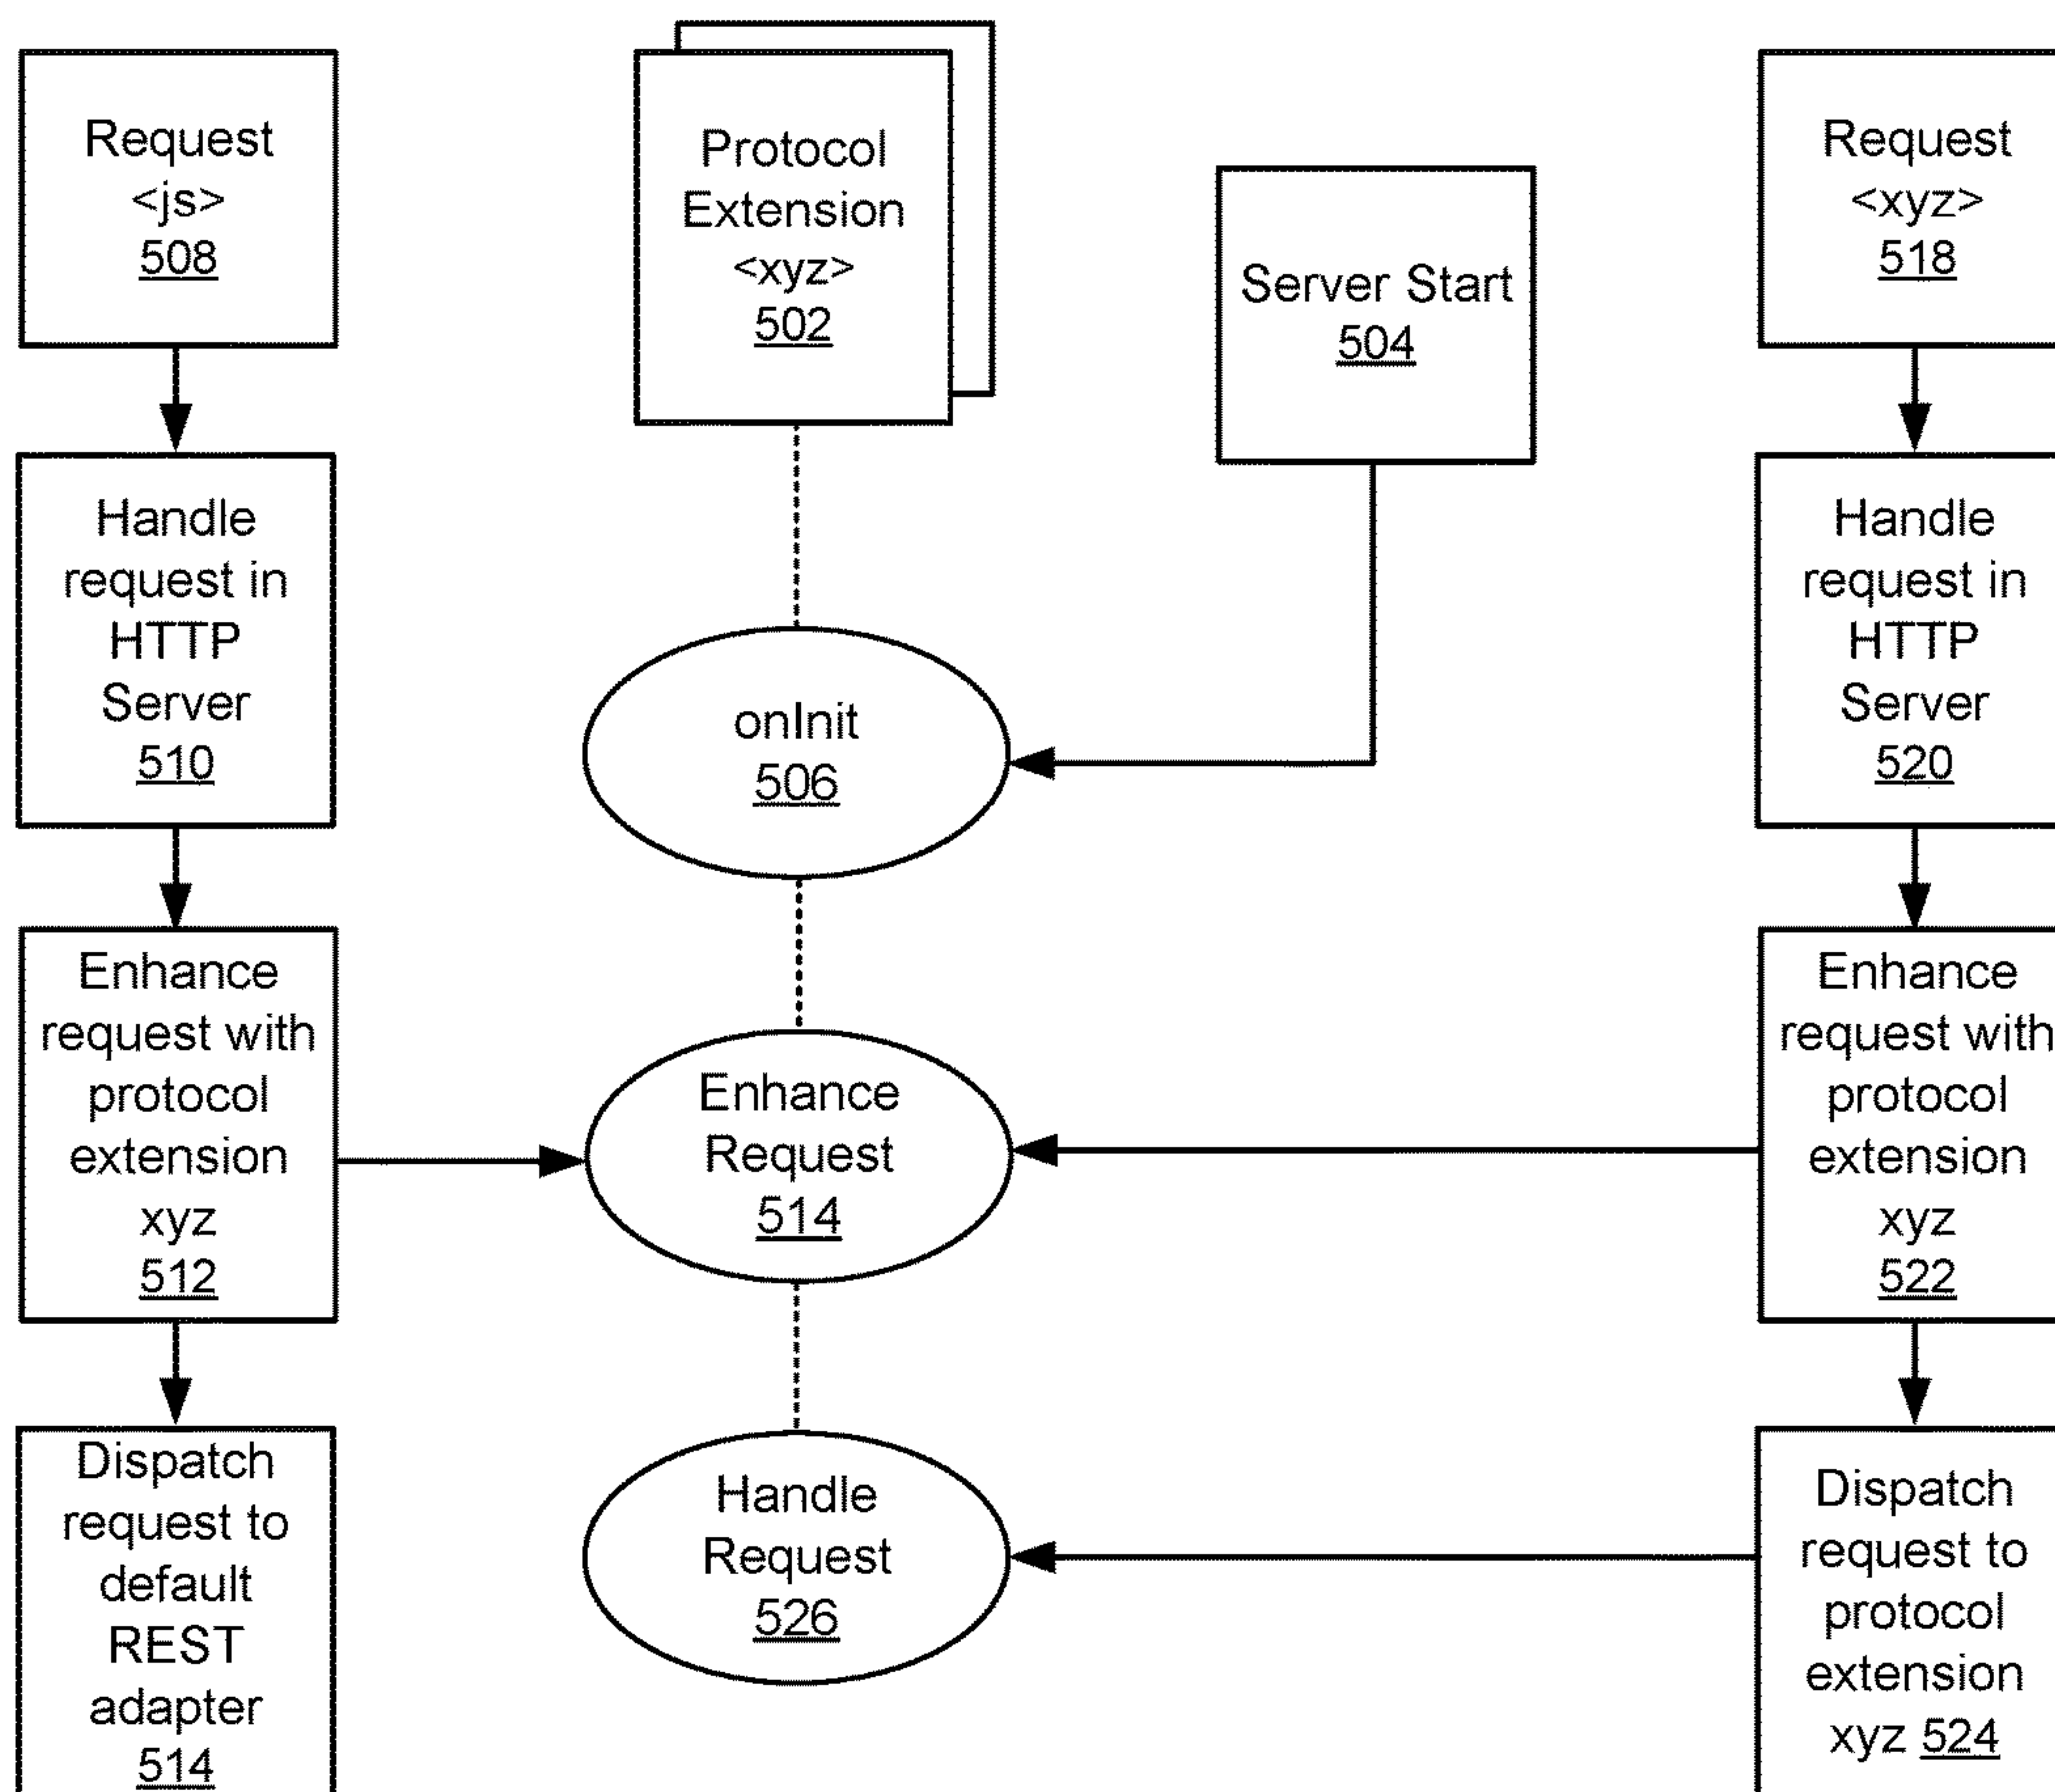 Request
<js>
508
Handle
request in
HTTP
Server
510
Enhance
request with
protocol
extension
xyz
512
Dispatch
request to
default
REST
adapter
514
Protocol
Extension
<xyz>
502
onInit
506
Enhance
Request
514
Handle
Request
526
Server Start
504
Request
<xyz>
518
Handle
request in
HTTP
Server
520
Enhance
request with
protocol
extension
xyz
522
Dispatch
request to
protocol
extension
xyz 524